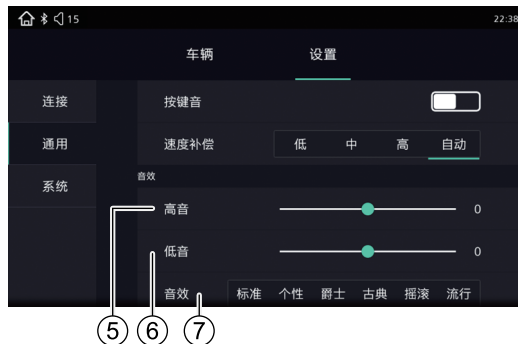 15 22:38
车辆 设置
连接 按键音
通用 速度补偿 低 中 高 自动
系统 音效
高音 0
低音 0
音效 标准 个性 爵士 古典 摇滚 流行
⑤ ⑥ ⑦